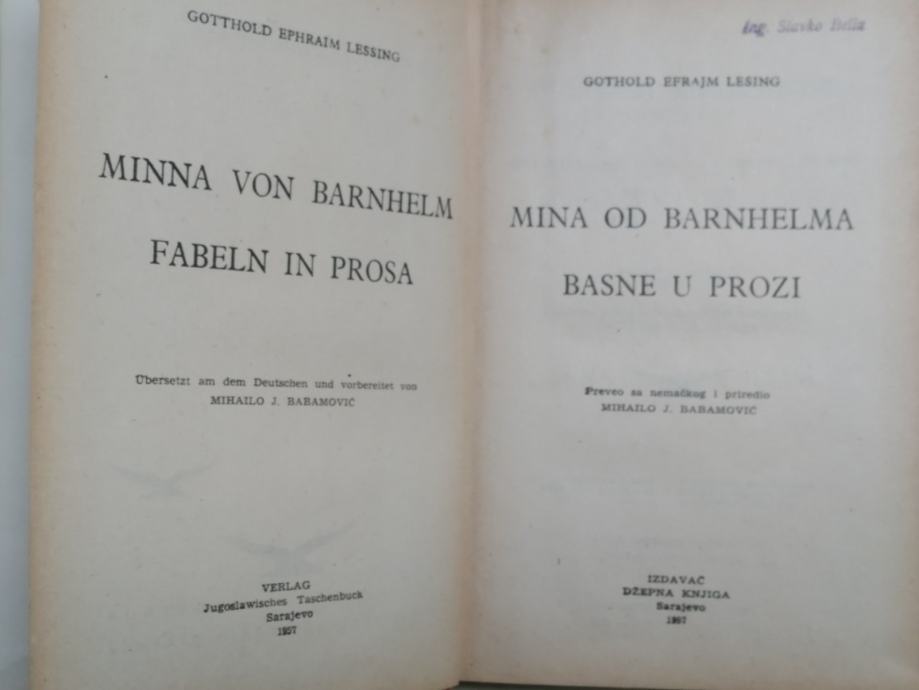 GOTTHOLD EPHRAIM LESSING
MINNA VON BARNHELM
FABELN IN PROSA
Übersetzt am dem Deutschen und vorbereitet von
MIHAILO J. BABAMOVIĆ
VERLAG
Jugoslawisches Taschenbuck
Sarajevo
1957
Ing. Slavko
GOTHOLD EFRAJM LESING
MINA OD BARNHELMA
BASNE U PROZI
Preveo sa nemačkog i priredio
MIHAILO J. BABAMOVIĆ
IZDAVAČ
DŽEPNA KNJIGA
Sarajevo